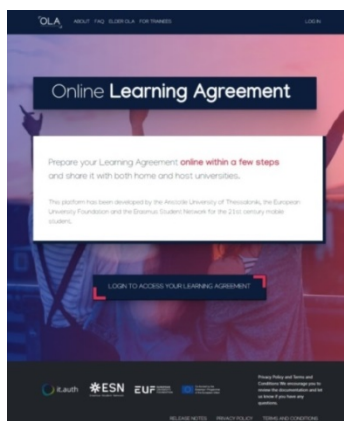 OLA ABOUT FAQ ELDER OLA FOR TRAINEES LOG IN
Online Learning Agreement
Prepare your Learning Agreement online within a few steps
and share it with both home and host universities.
This platform has been developed by the Aristotle University of Thessaloniki, the European
University Foundation and the Erasmus Student Network for the 21st century mobile
student.
LOGIN TO ACCESS YOUR LEARNING AGREEMENT
it.auth ESN EUF
Privacy Policy and Terms and
Conditions We encourage you to
review the documentation and let
us know if you have any
questions.
RELEASE NOTES PRIVACY POLICY TERMS AND CONDITIONS